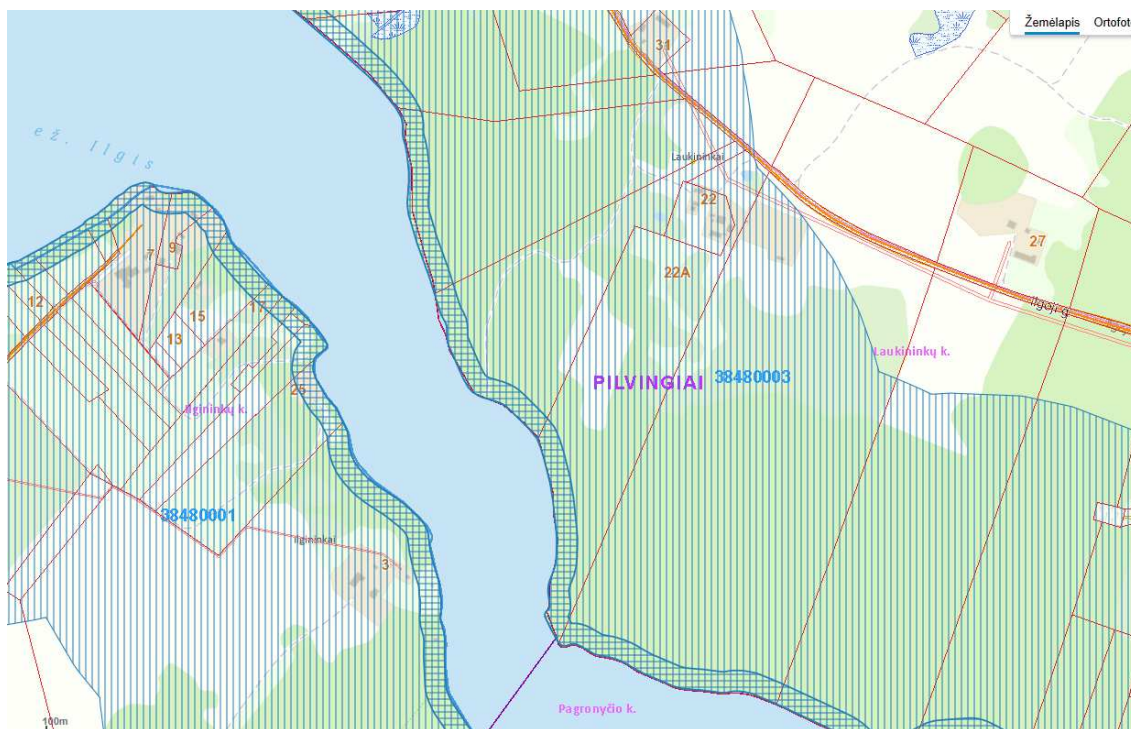 Žemėlapis Ortofot
31
ež. Ilgis
Laukininkai
22
7
9
27
22A
12
15
17
13
Ilgoji g.
Laukininkų k.
PILVINGIAI
38480003
25
Ilgininkų k.
38480001
Ilgininkai
3
Pagronyčio k.
100m